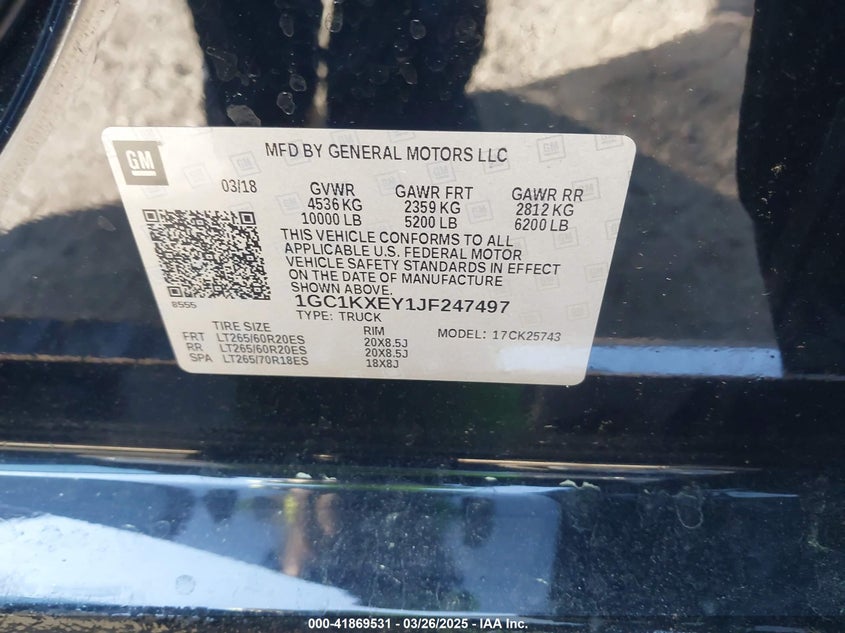 GM
MFD BY GENERAL MOTORS LLC
03/18
GVWR GAWR FRT GAWR RR
4536 KG 2359 KG 2812 KG
10000 LB 5200 LB 6200 LB
THIS VEHICLE CONFORMS TO ALL
APPLICABLE U.S. FEDERAL MOTOR
VEHICLE SAFETY STANDARDS IN EFFECT
ON THE DATE OF MANUFACTURE
SHOWN ABOVE.
8555
1GC1KXEY1JF247497
TYPE: TRUCK
MODEL: 17CK25743
TIRE SIZE RIM
FRT LT265/60R20ES 20X8.5J
RR LT265/60R20ES 20X8.5J
SPA LT265/70R18ES 18X8J
000-41869531 - 03/26/2025 - IAA Inc.